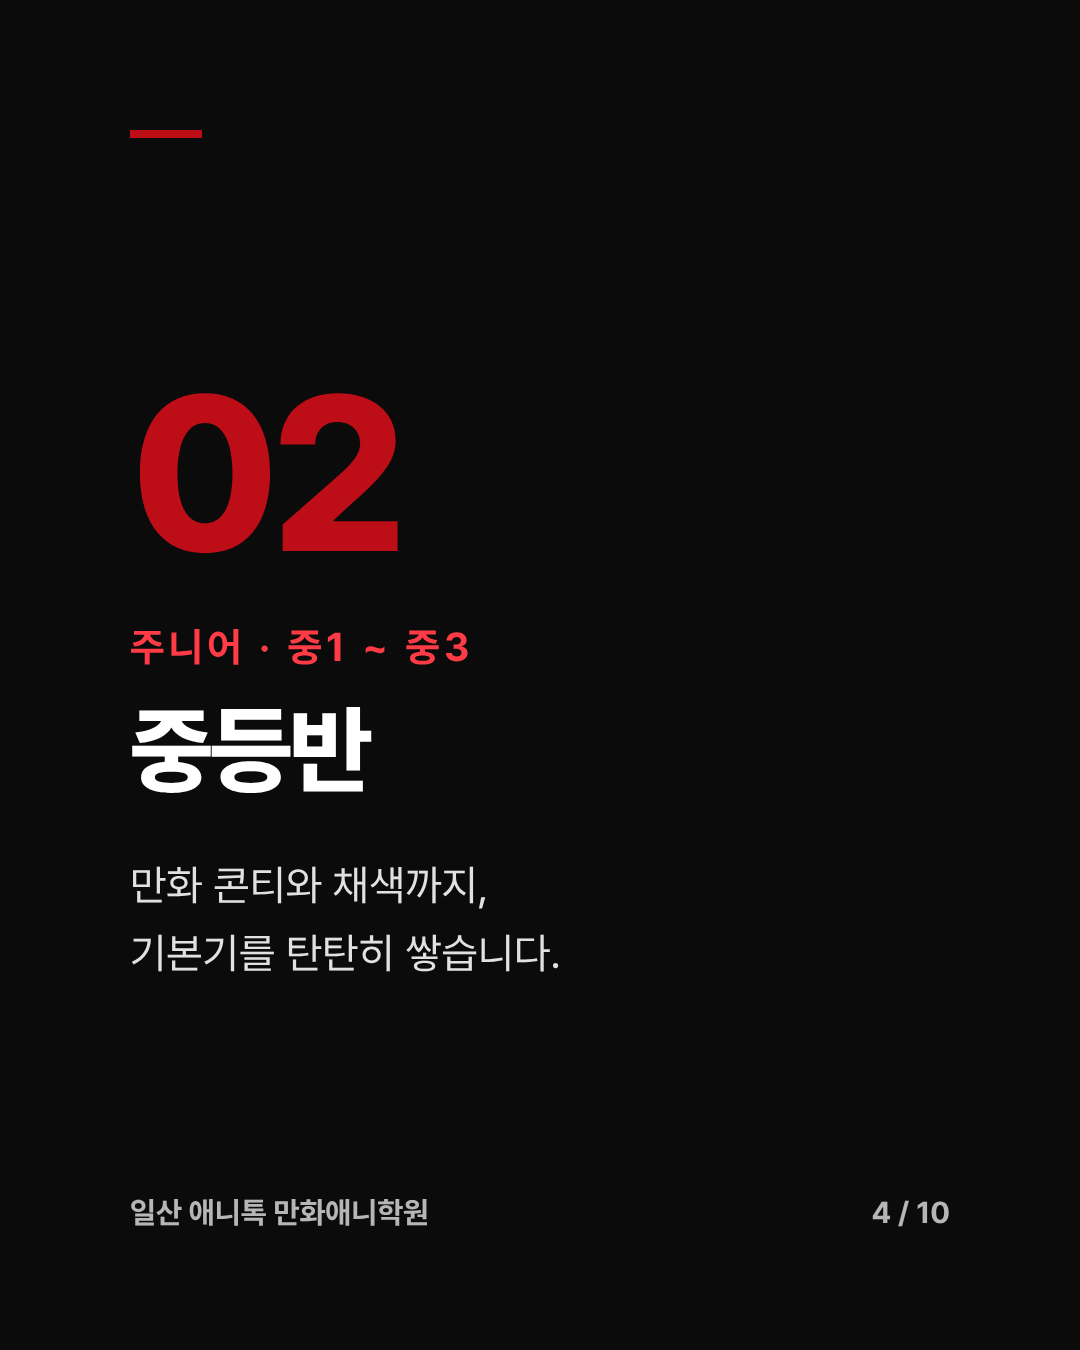 02
주니어 · 중1 ~ 중3
중등반
만화 콘티와 채색까지,
기본기를 탄탄히 쌓습니다.
일산 애니톡 만화애니학원
4 / 10